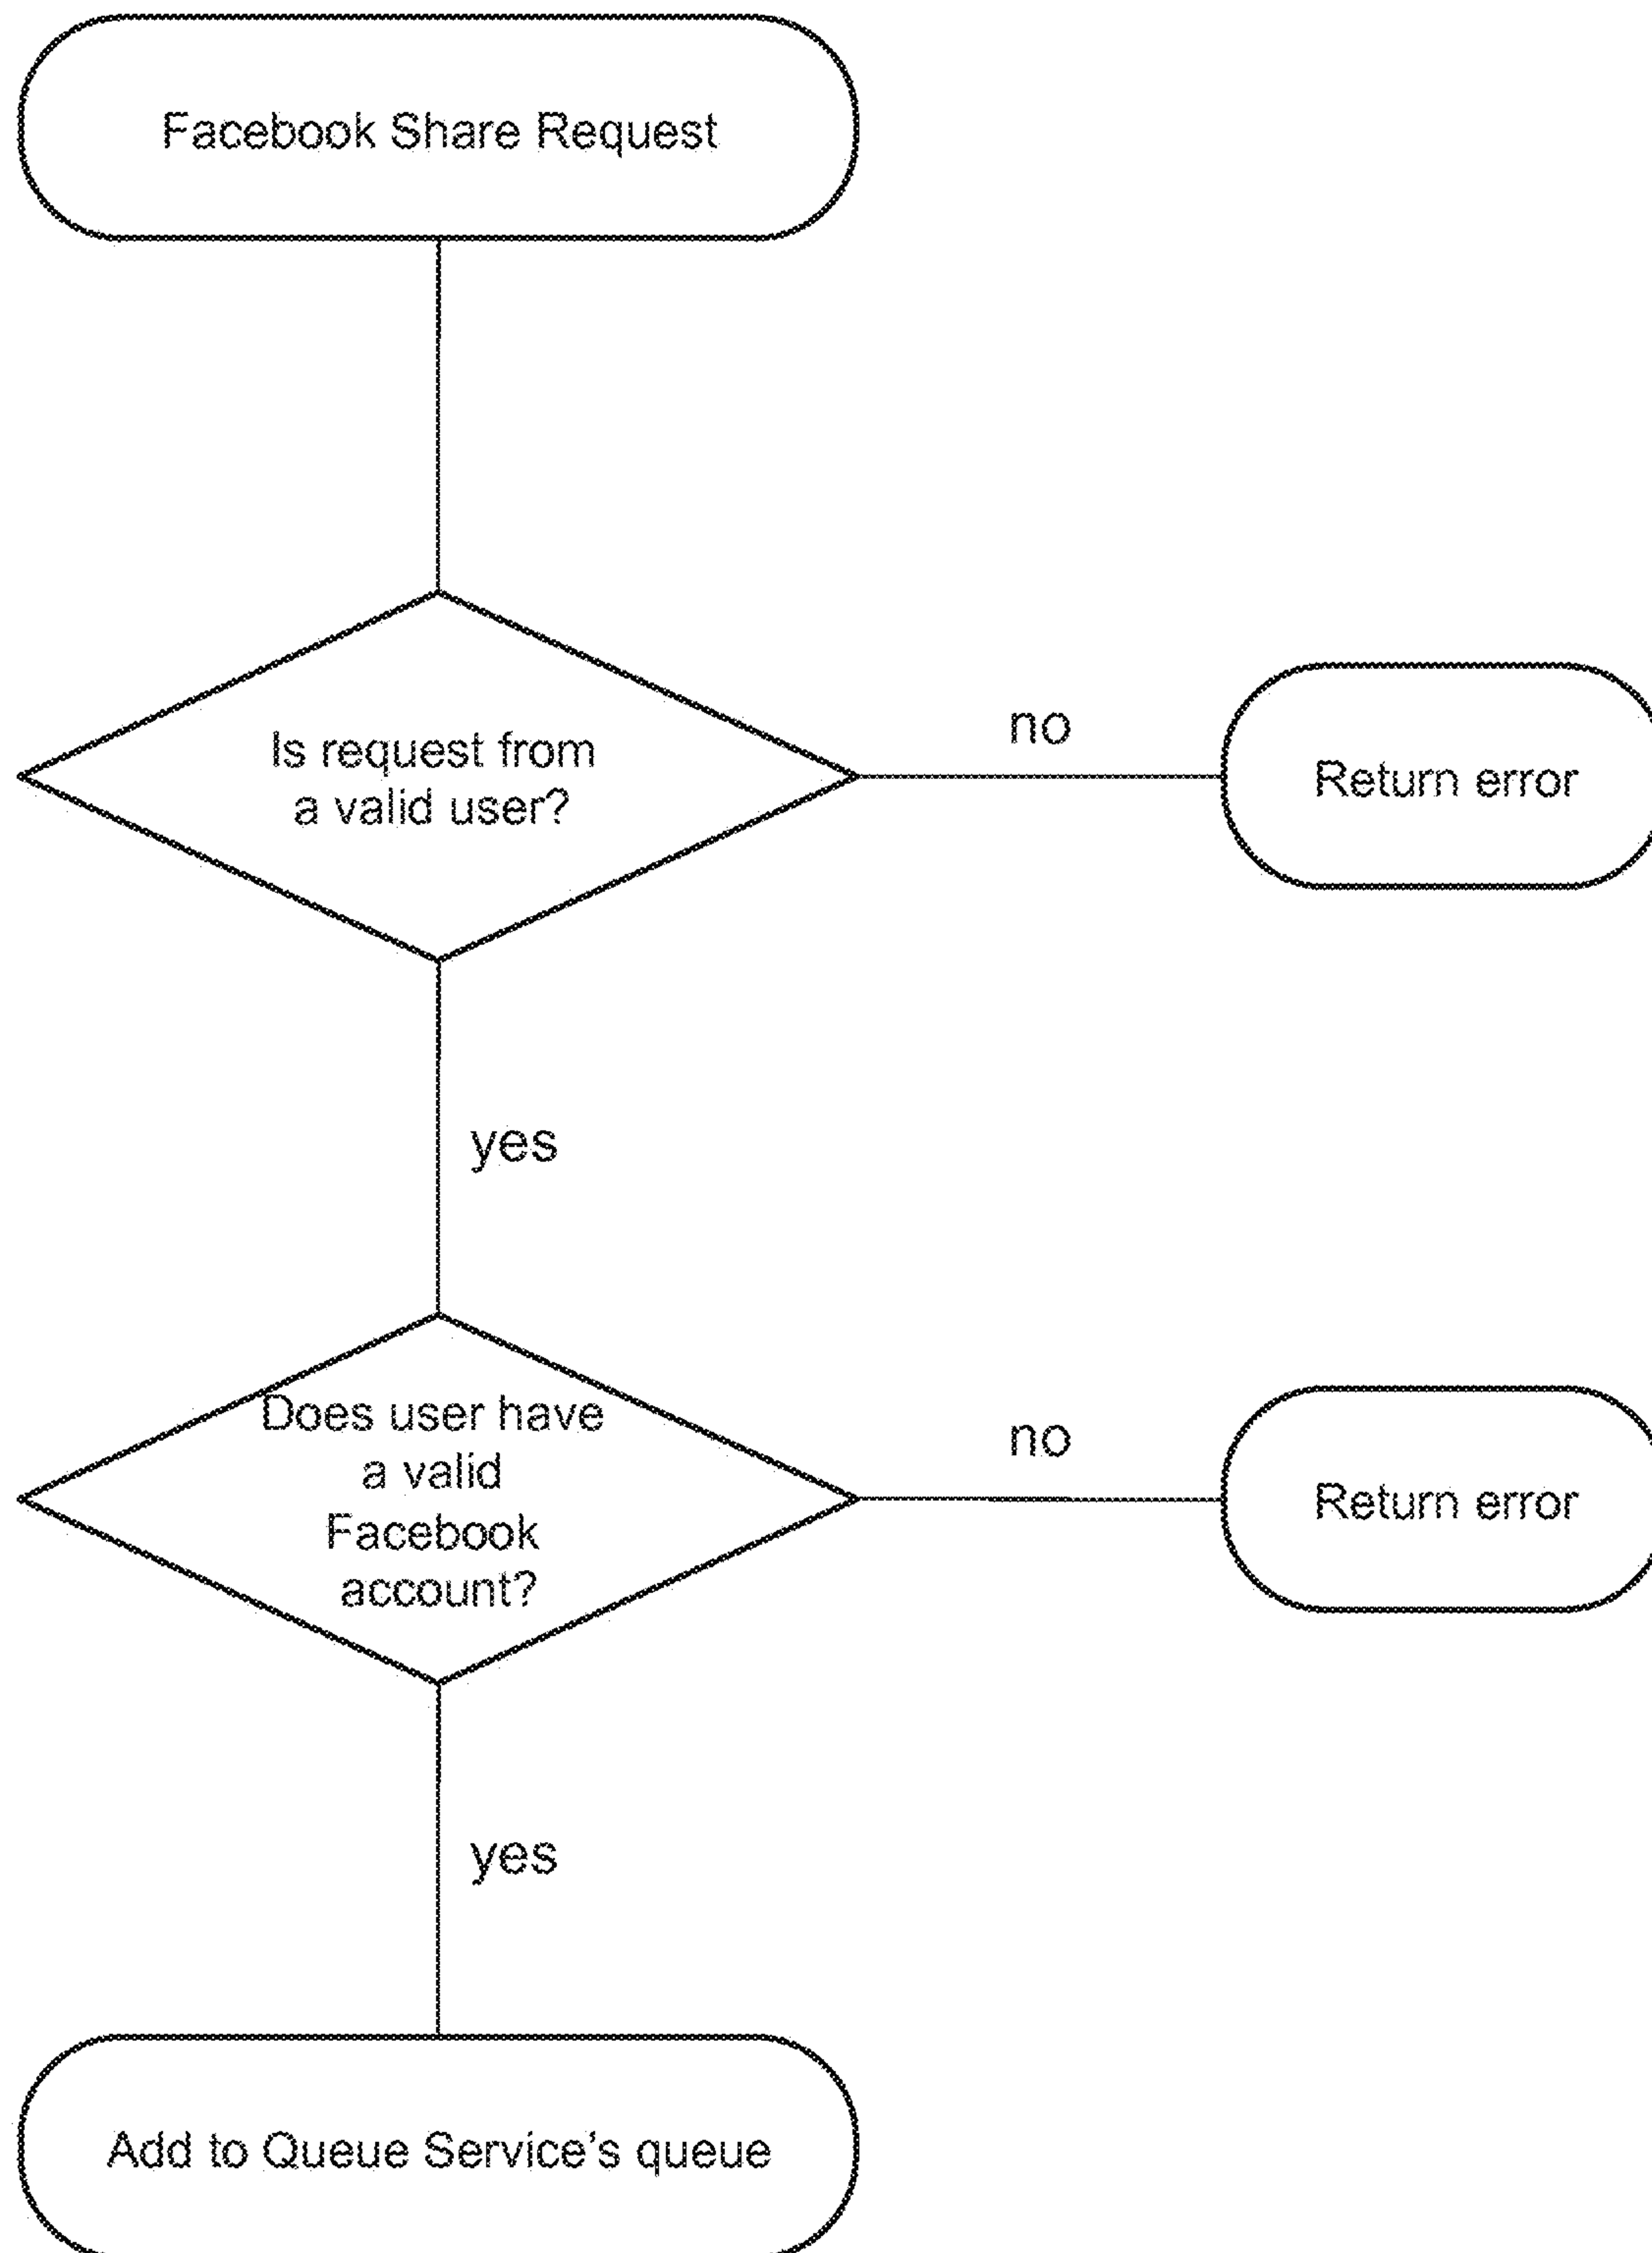 Facebook Share Request
Is request from
a valid user?
no
Return error
yes
Does user have
a valid
Facebook
account?
no
Return error
yes
Add to Queue Service's queue